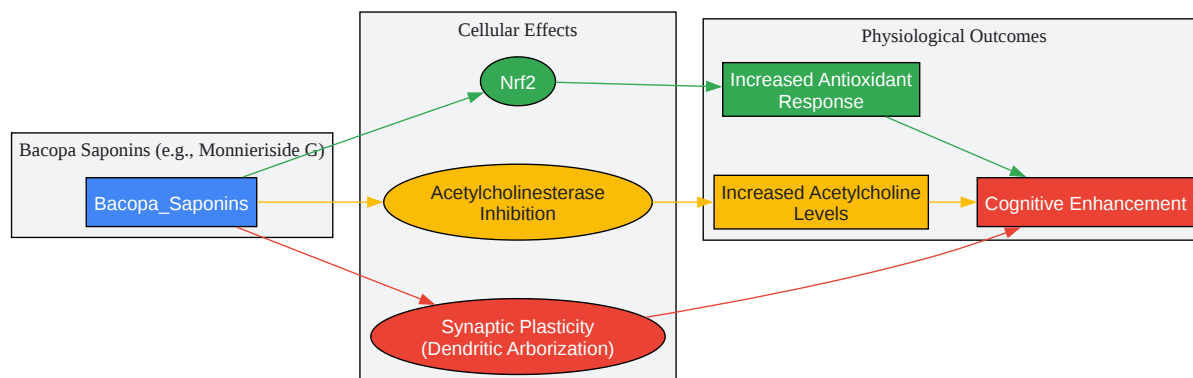 Cellular Effects
Physiological Outcomes
Nrf2
Increased Antioxidant
Response
Bacopa Saponins (e.g., Monnieriside G)
Bacopa_Saponins
Acetylcholinesterase
Inhibition
Increased Acetylcholine
Levels
Cognitive Enhancement
Synaptic Plasticity
(Dendritic Arborization)